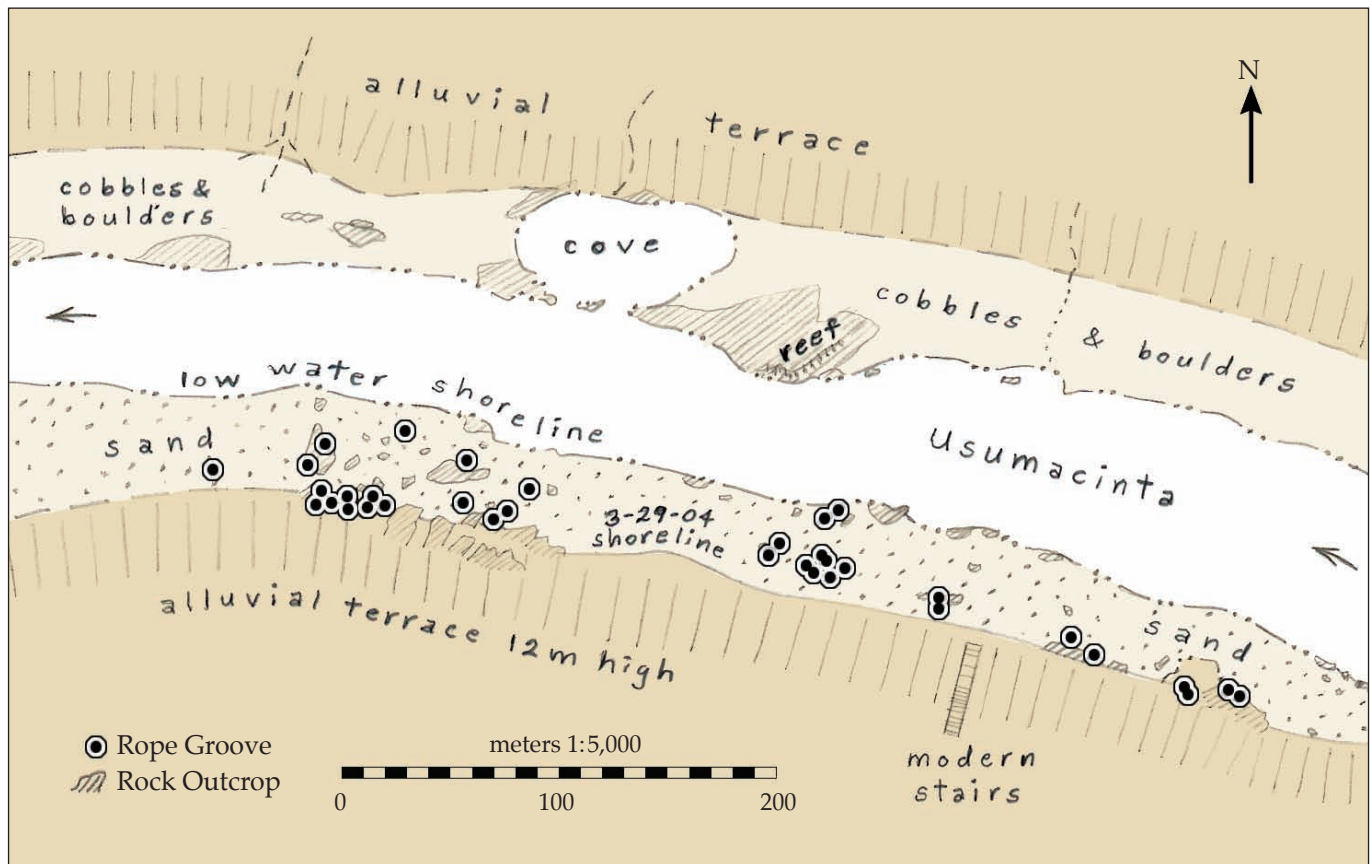 N
alluvial terrace
cobbles &
boulders
cove
cobbles & boulders
reef
low water shoreline
Usumacinta
sand
3-29-04
shoreline
sand
alluvial terrace 12m high
modern
stairs
Rope Groove
Rock Outcrop
meters 1:5,000
0 100 200